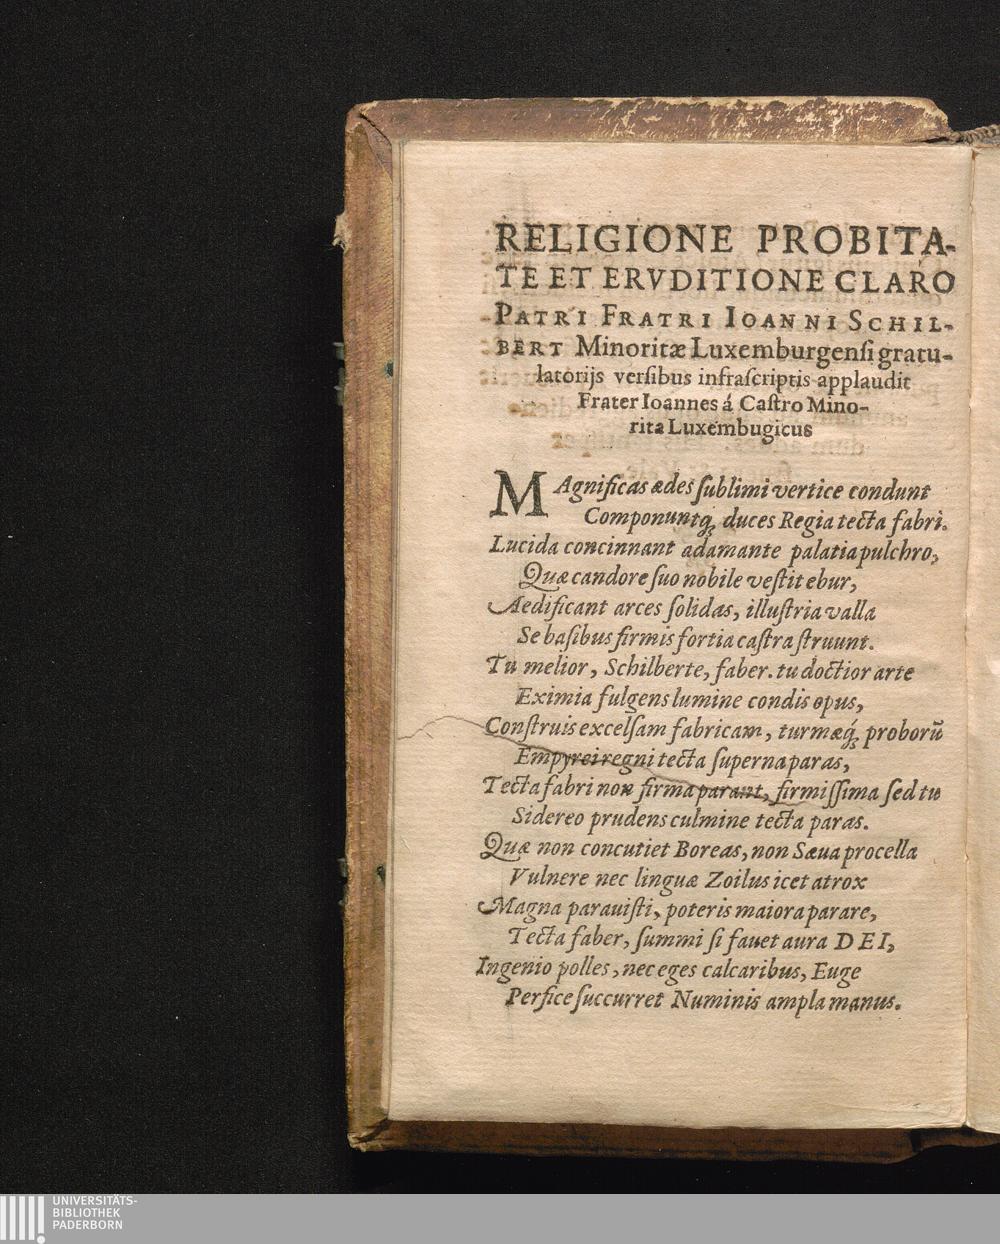 RELIGIONE PROBITA-
TE ET ERVDITIONE CLARO
PATRI FRATRI IOANNI SCHIL-
BERT Minoritæ Luxemburgenſi gratu-
latorijs verſibus infraſcriptis applaudit
Frater Ioannes á Caſtro Mino-
rita Luxembugicus
MAgnificas ædes ſublimi vertice condunt
Componuntq́; duces Regia tecta fabri.
Lucida concinnant adamante palatia pulchro,
Quæ candore ſuo nobile veſtit ebur,
Aedificant arces ſolidas, illuſtria valla
Se baſibus firmis fortia caſtra ſtruunt.
Tu melior, Schilberte, faber. tu doctior arte
Eximia fulgens lumine condis opus,
Conſtruis excelſam fabricam, turmæq́; proborū
Empyrei regni tecta ſuperna paras,
Tecta fabri non firma parant, firmiſſima ſed tu
Sidereo prudens culmine tecta paras.
Quæ non concutiet Boreas, non Sæua procella
Vulnere nec linguæ Zoilus icet atrox
Magna parauiſti, poteris maiora parare,
Tecta faber, ſummi ſi fauet aura DEI,
Ingenio polles, nec eges calcaribus, Euge
Perfice ſuccurret Numinis ampla manus.
UNIVERSITÄTS-
BIBLIOTHEK
PADERBORN